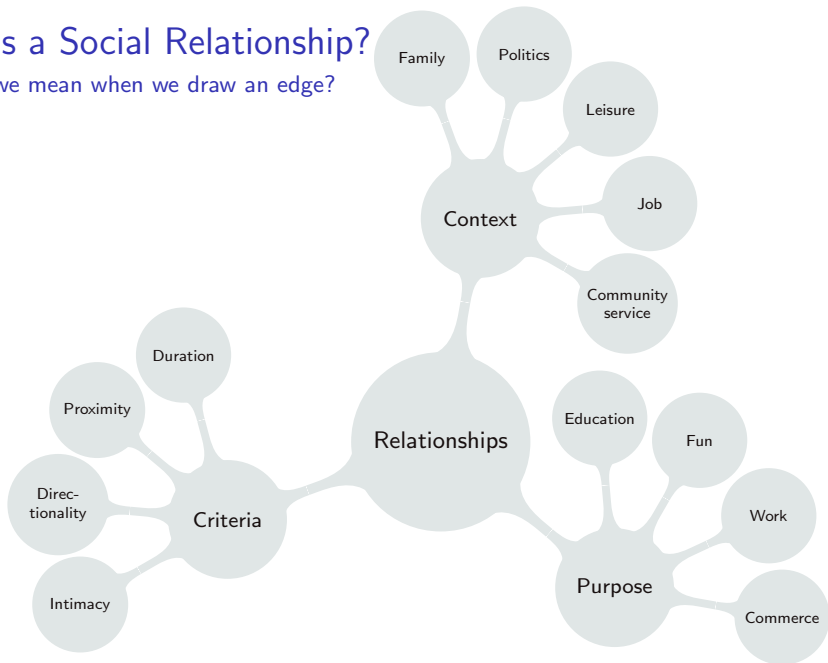 s a Social Relationship?
we mean when we draw an edge?
Family
Politics
Leisure
Context
Job
Community
service
Duration
Proximity
Direc-
tionality
Criteria
Intimacy
Relationships
Education
Fun
Work
Purpose
Commerce